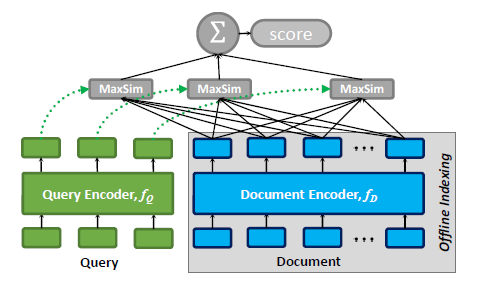 Σ
score
MaxSim
MaxSim
MaxSim
...
Query Encoder, f_Q
Document Encoder, f_D
...
Query
Document
Offline Indexing